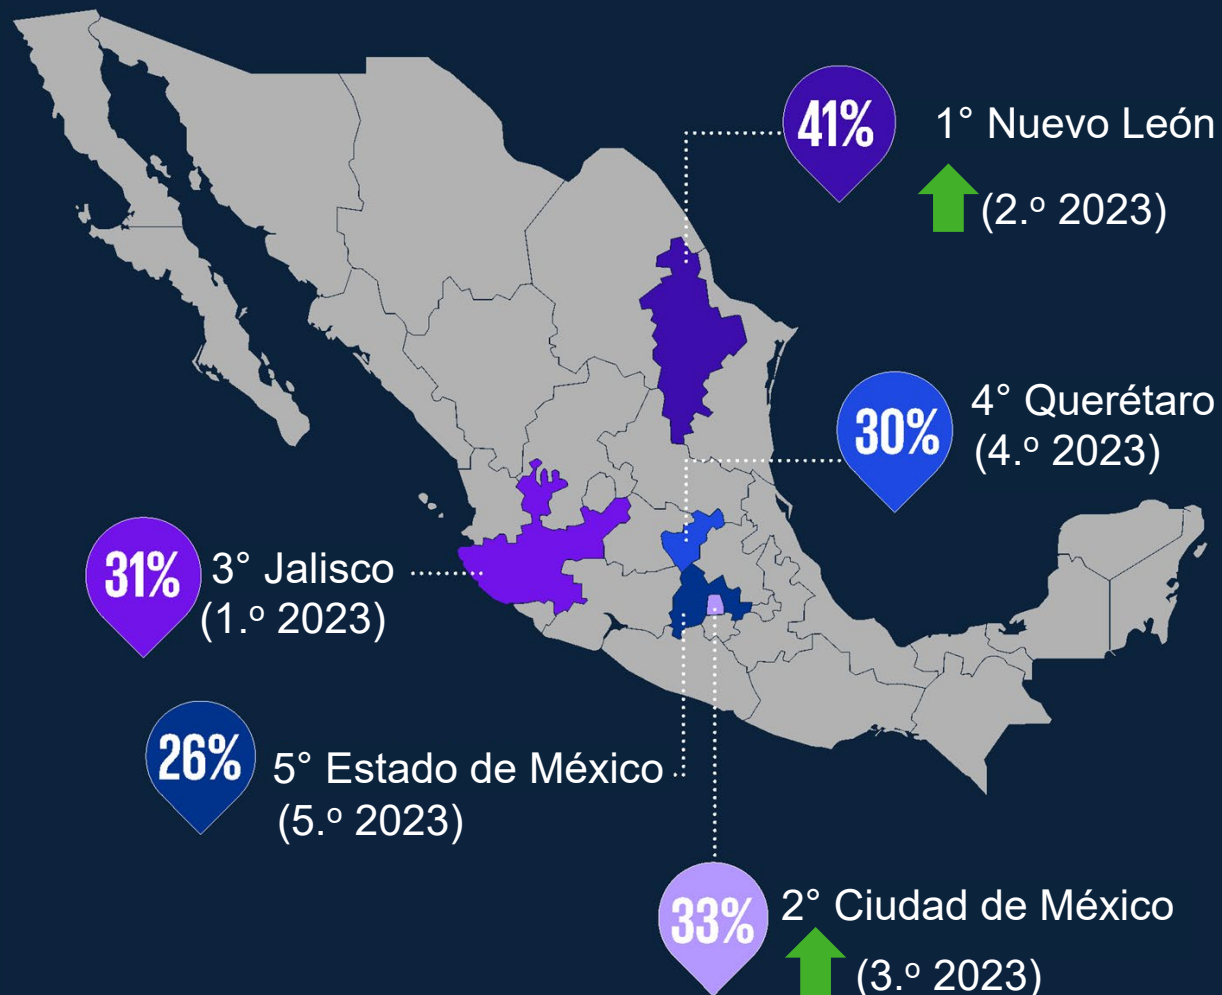 41%
1° Nuevo León
(2.º 2023)
30%
4° Querétaro
(4.º 2023)
31%
3° Jalisco
(1.º 2023)
26%
5° Estado de México
(5.º 2023)
33%
2° Ciudad de México
(3.º 2023)